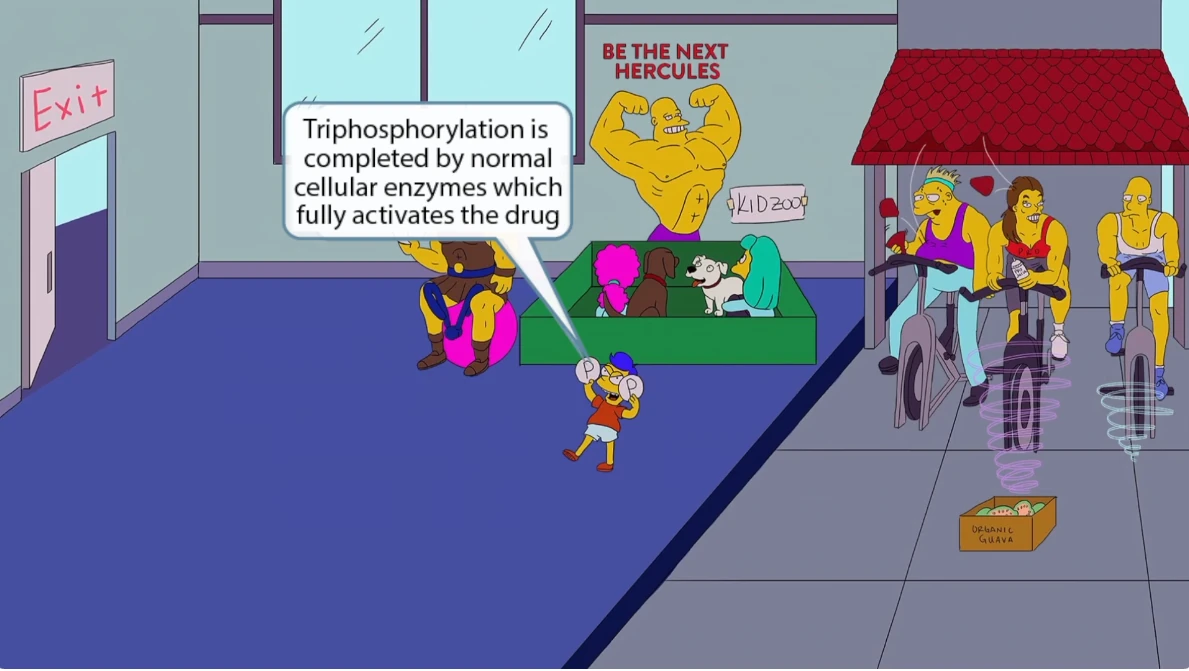 BE THE NEXT
HERCULES
Exit
Triphosphorylation is
completed by normal
cellular enzymes which
fully activates the drug
KIDZOO
P
P
ORGANIC
GUAVA